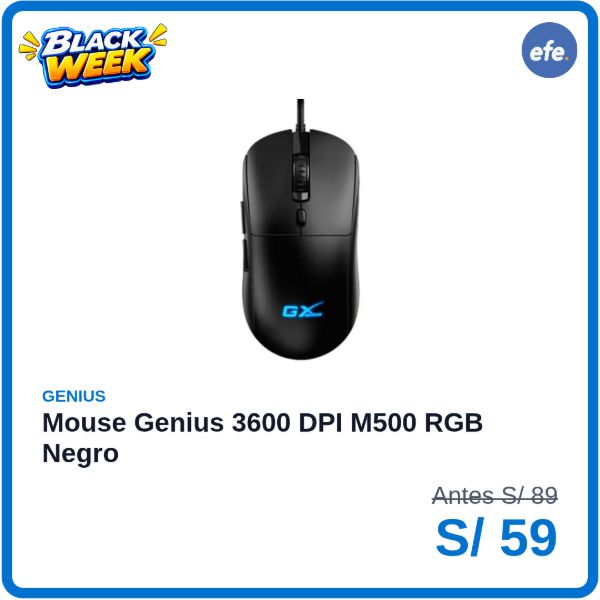 BLACK
WEEK
efe.
GX
GENIUS
Mouse Genius 3600 DPI M500 RGB
Negro
Antes S/ 89
S/ 59